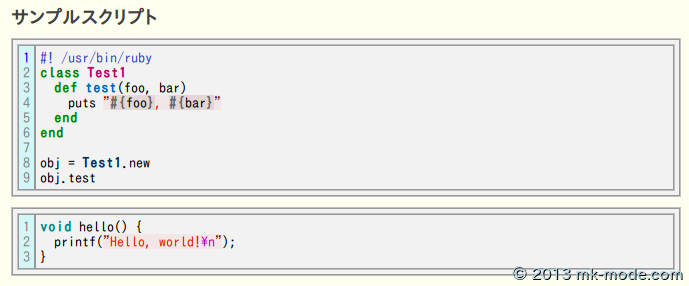 サンプルスクリプト
1 #! /usr/bin/ruby
2 class Test1
3   def test(foo, bar)
4     puts "#{foo}, #{bar}"
5   end
6 end
7
8 obj = Test1.new
9 obj.test
1 void hello() {
2   printf("Hello, world!¥n");
3 }
© 2013 mk-mode.com